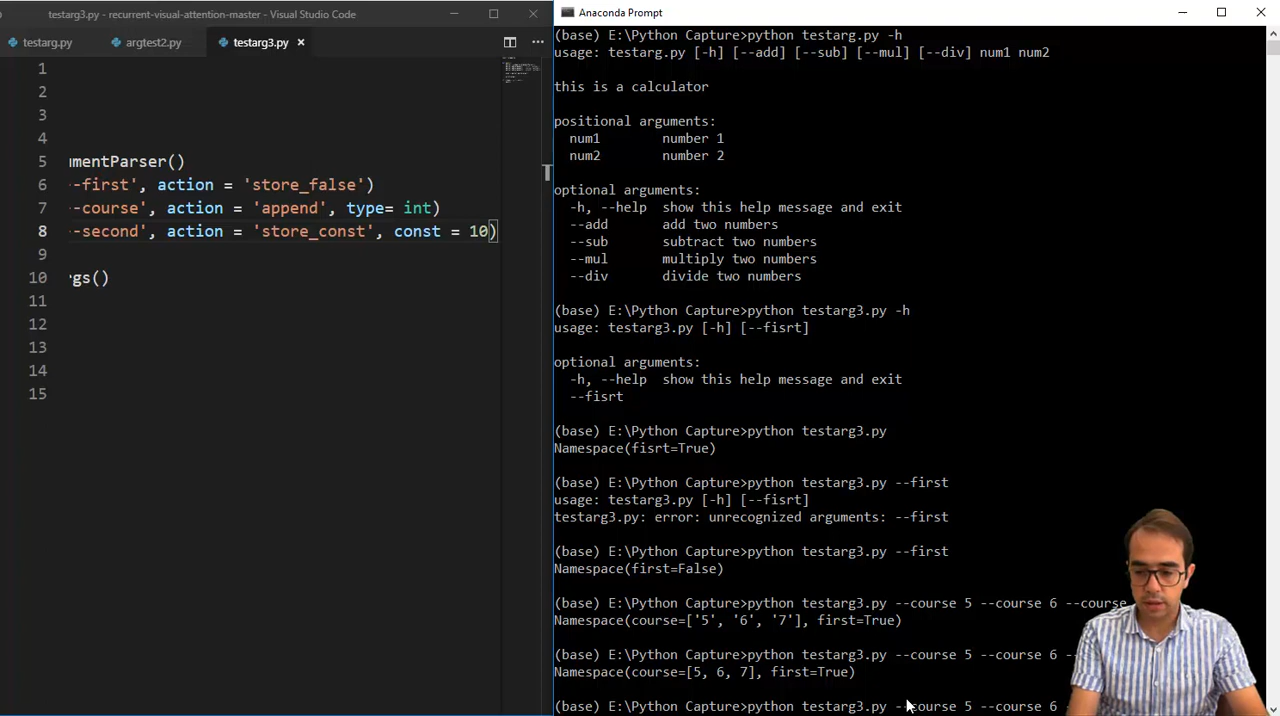 testarg3.py - recurrent-visual-attention-master - Visual Studio Code
testarg.py
argtest2.py
testarg3.py
1
2
3
4
5 mentParser()
6 -first', action = 'store_false')
7 -course', action = 'append', type= int)
8 -second', action = 'store_const', const = 10)
9
10 gs()
11
12
13
14
15
Anaconda Prompt
(base) E:\Python Capture>python testarg.py -h
usage: testarg.py [-h] [--add] [--sub] [--mul] [--div] num1 num2
this is a calculator
positional arguments:
num1 number 1
num2 number 2
optional arguments:
-h, --help show this help message and exit
--add add two numbers
--sub subtract two numbers
--mul multiply two numbers
--div divide two numbers
(base) E:\Python Capture>python testarg3.py -h
usage: testarg3.py [-h] [--fisrt]
optional arguments:
-h, --help show this help message and exit
--fisrt
(base) E:\Python Capture>python testarg3.py
Namespace(fisrt=True)
(base) E:\Python Capture>python testarg3.py --first
usage: testarg3.py [-h] [--fisrt]
testarg3.py: error: unrecognized arguments: --first
(base) E:\Python Capture>python testarg3.py --first
Namespace(first=False)
(base) E:\Python Capture>python testarg3.py --course 5 --course 6 --course
Namespace(course=['5', '6', '7'], first=True)
(base) E:\Python Capture>python testarg3.py --course 5 --course 6
Namespace(course=[5, 6, 7], first=True)
(base) E:\Python Capture>python testarg3.py --course 5 --course 6